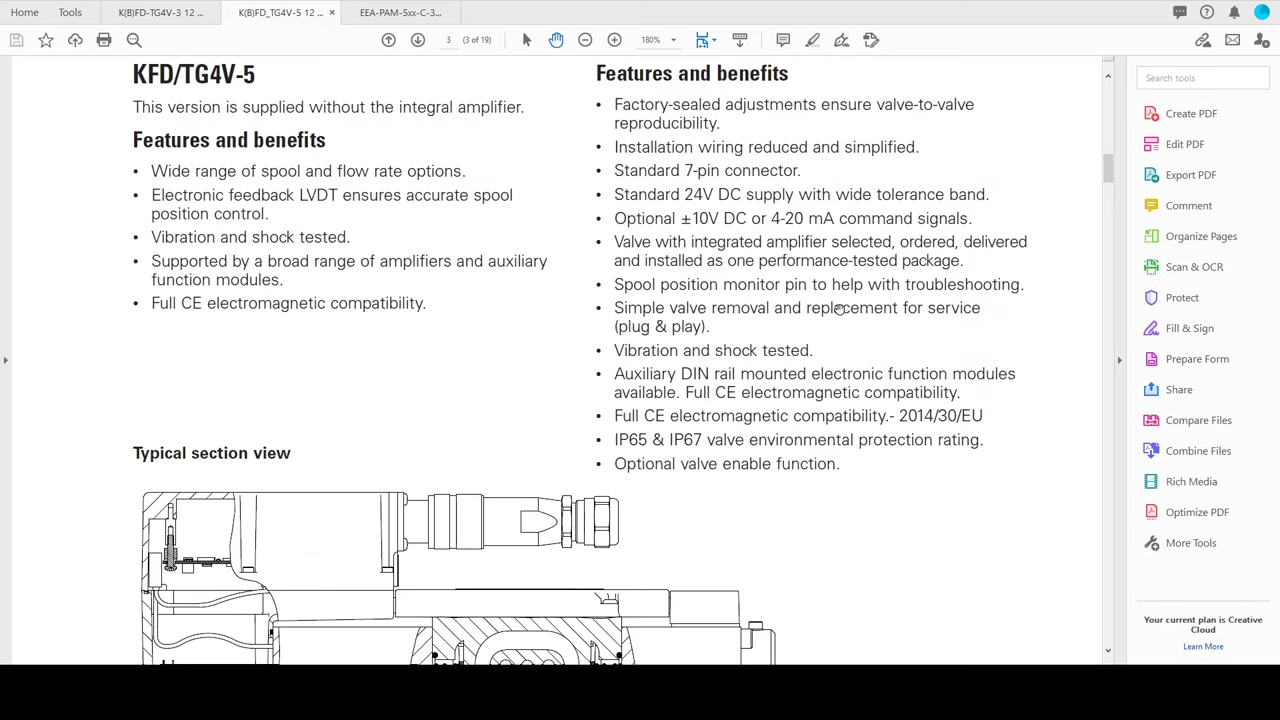 Home
Tools
K(B)FD-TG4V-3 12 ...
K(B)FD_TG4V-5 12 ...
×
EEA-PAM-5xx-C-3...
3
(3 of 19)
180%
KFD/TG4V-5
This version is supplied without the integral amplifier.
Features and benefits
• Wide range of spool and flow rate options.
• Electronic feedback LVDT ensures accurate spool
position control.
• Vibration and shock tested.
• Supported by a broad range of amplifiers and auxiliary
function modules.
• Full CE electromagnetic compatibility.
Typical section view
Features and benefits
• Factory-sealed adjustments ensure valve-to-valve
reproducibility.
• Installation wiring reduced and simplified.
• Standard 7-pin connector.
• Standard 24V DC supply with wide tolerance band.
• Optional ±10V DC or 4-20 mA command signals.
• Valve with integrated amplifier selected, ordered, delivered
and installed as one performance-tested package.
• Spool position monitor pin to help with troubleshooting.
• Simple valve removal and replacement for service
(plug & play).
• Vibration and shock tested.
• Auxiliary DIN rail mounted electronic function modules
available. Full CE electromagnetic compatibility.
• Full CE electromagnetic compatibility.- 2014/30/EU
• IP65 & IP67 valve environmental protection rating.
• Optional valve enable function.
Search tools
Create PDF
Edit PDF
Export PDF
Comment
Organize Pages
Scan & OCR
Protect
Fill & Sign
Prepare Form
Share
Compare Files
Combine Files
Rich Media
Optimize PDF
More Tools
Your current plan is Creative
Cloud
Learn More